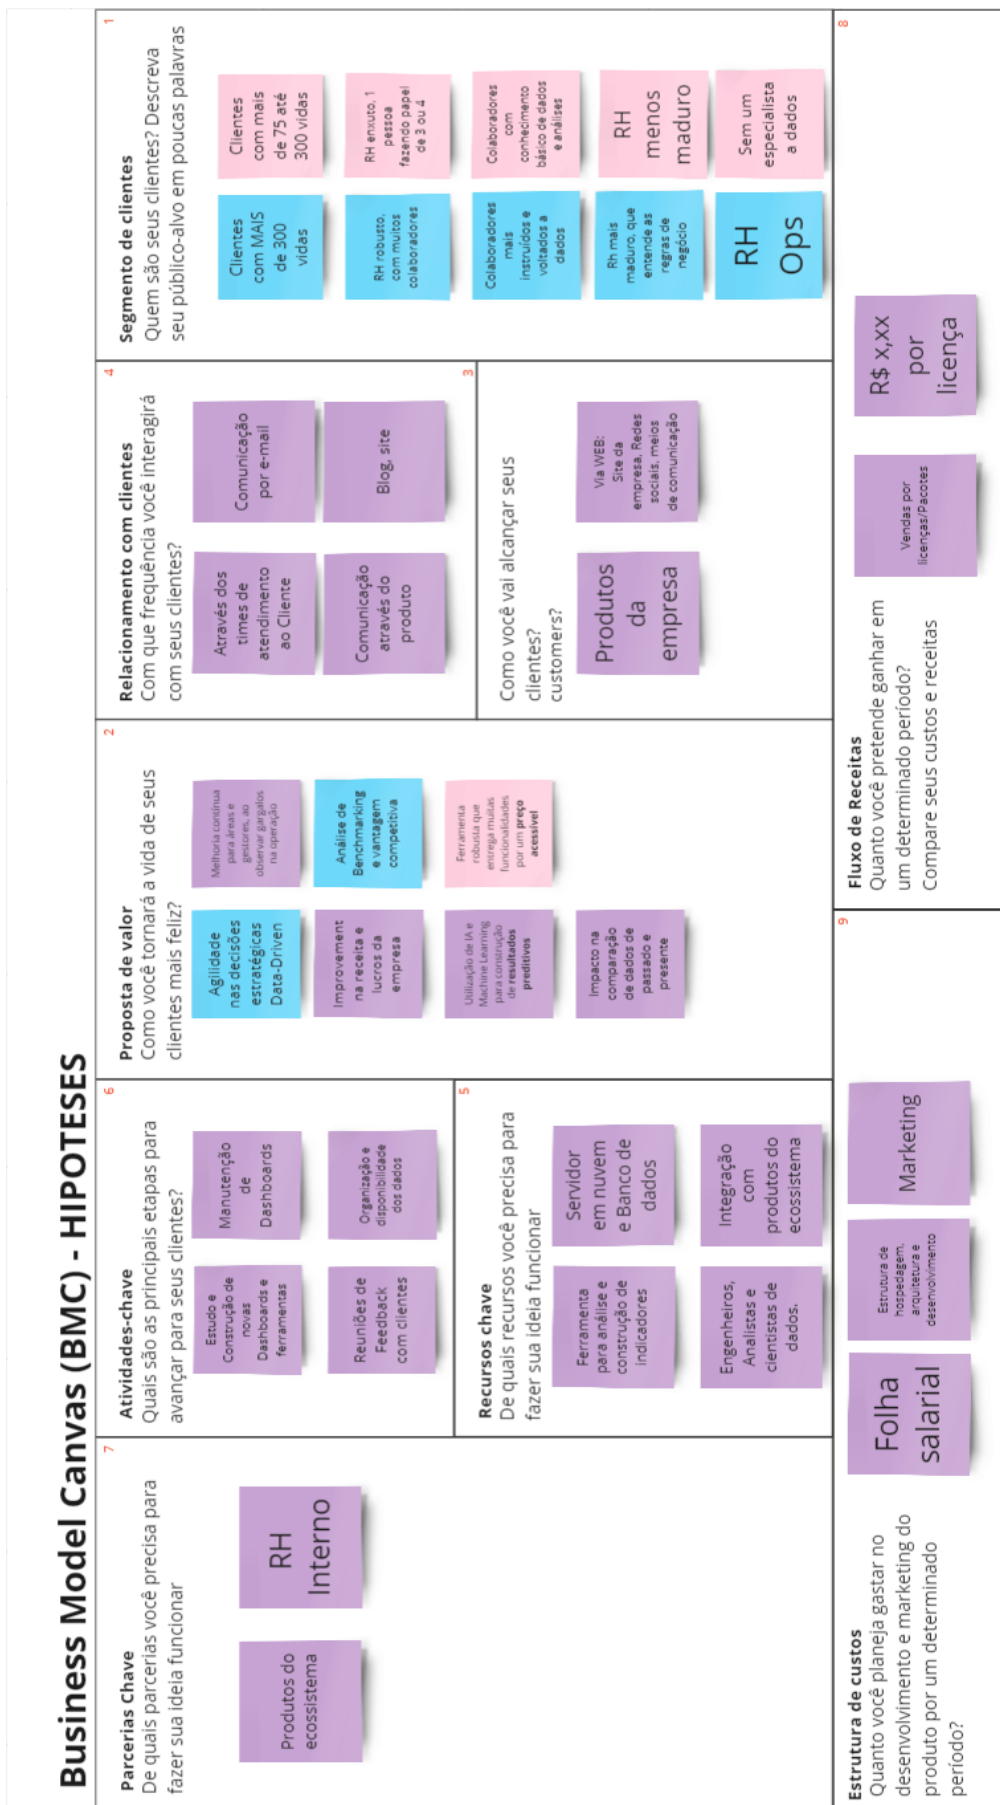 Business Model Canvas (BMC) - HIPOTESES
7
Parcerias Chave
De quais parcerias você precisa para
fazer sua ideia funcionar
Produtos do
ecossistema
RH
Interno
6
Atividades-chave
Quais são as principais etapas para
avançar para seus clientes?
Estudo e
Construção de
novas
Dashboards e
ferramentas
Manutenção
de
Dashboards
Reuniões de
Feedback
com clientes
Organização e
disponibilidade
dos dados
5
Recursos chave
De quais recursos você precisa para
fazer sua ideia funcionar
Ferramenta
para análise e
construção de
indicadores
Servidor
em nuvem
e Banco de
dados
Engenheiros,
Analistas e
cientistas de
dados.
Integração
com
produtos do
ecossistema
2
Proposta de valor
Como você tornará a vida de seus
clientes mais feliz?
Agilidade
nas decisões
estratégicas
Data-Driven
Melhoria contínua
para áreas e
gestores, ao
observar gargalos
na operação
Improvement
na receita e
lucros da
empresa
Análise de
Benchmarking
e vantagem
competitiva
Utilização de IA e
Machine Learning
para construção
de resultados
preditivos
Ferramenta
robusta que
entrega muitas
funcionalidades
por um preço
acessível
Impacto na
comparação
de dados de
passado e
presente
4
Relacionamento com clientes
Com que frequência você interagirá
com seus clientes?
Através dos
times de
atendimento
ao Cliente
Comunicação
por e-mail
Comunicação
através do
produto
Blog, site
3
Como você vai alcançar seus
clientes?
customers?
Produtos
da
empresa
Via WEB:
Site da
empresa, Redes
sociais, meios
de comunicação
1
Segmento de clientes
Quem são seus clientes? Descreva
seu público-alvo em poucas palavras
Clientes
com MAIS
de 300
vidas
Clientes
com mais
de 75 até
300 vidas
RH robusto,
com muitos
colaboradores
RH enxuto, 1
pessoa
fazendo papel
de 3 ou 4
Colaboradores
mais
instruídos e
voltados a
dados
Colaboradores
com
conhecimento
básico de dados
e análises
Rh mais
maduro, que
entende as
regras de
negócio
RH
menos
maduro
RH
Ops
Sem um
especialista
a dados
9
Estrutura de custos
Quanto você planeja gastar no
desenvolvimento e marketing do
produto por um determinado
período?
Folha
salarial
Estrutura de
hospedagem,
arquitetura e
desenvolvimento
Marketing
8
Fluxo de Receitas
Quanto você pretende ganhar em
um determinado período?
Compare seus custos e receitas
Vendas por
licenças/Pacotes
R$ x,xx
por
licença